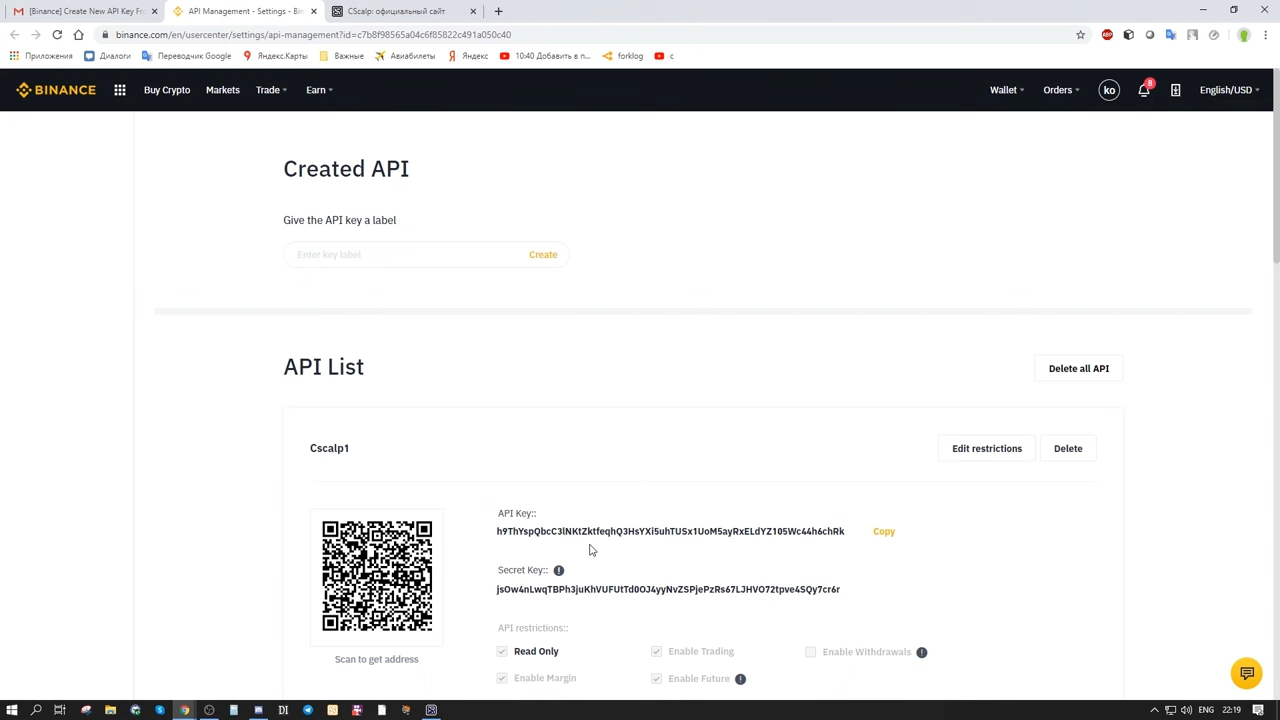 [Binance] Create New API Key Fro
API Management - Binanc
CScalp: официальный сайт
binance.com/en/usercenter/settings/api-management?id=c7b8f98565a04c6f85822c491a050c40
Приложения
Диалоги
Переводчик Google
Яндекс.Карты
Важные
Авиабилеты
Яндекс
10:40 Добавить в п...
forklog
с
BINANCE
Buy Crypto
Markets
Trade
Earn
Wallet
Orders
ko
8
English/USD
Created API
Give the API key a label
Enter key label
Create
API List
Delete all API
Cscalp1
Edit restrictions
Delete
API Key::
h9ThYspQbcC3lNKtZktfeqhQ3HsYXi5uhTUSx1UoM5ayRxELdYZ105Wc44h6chRk
Copy
Secret Key::
jsOw4nLwqTBPh3juKhVUFUtTd0OJ4yyNvZSPjePzRs67LJHVO72tpve4SQy7cr6r
Scan to get address
API restrictions::
Read Only
Enable Trading
Enable Withdrawals
Enable Margin
Enable Future
ENG
22:19